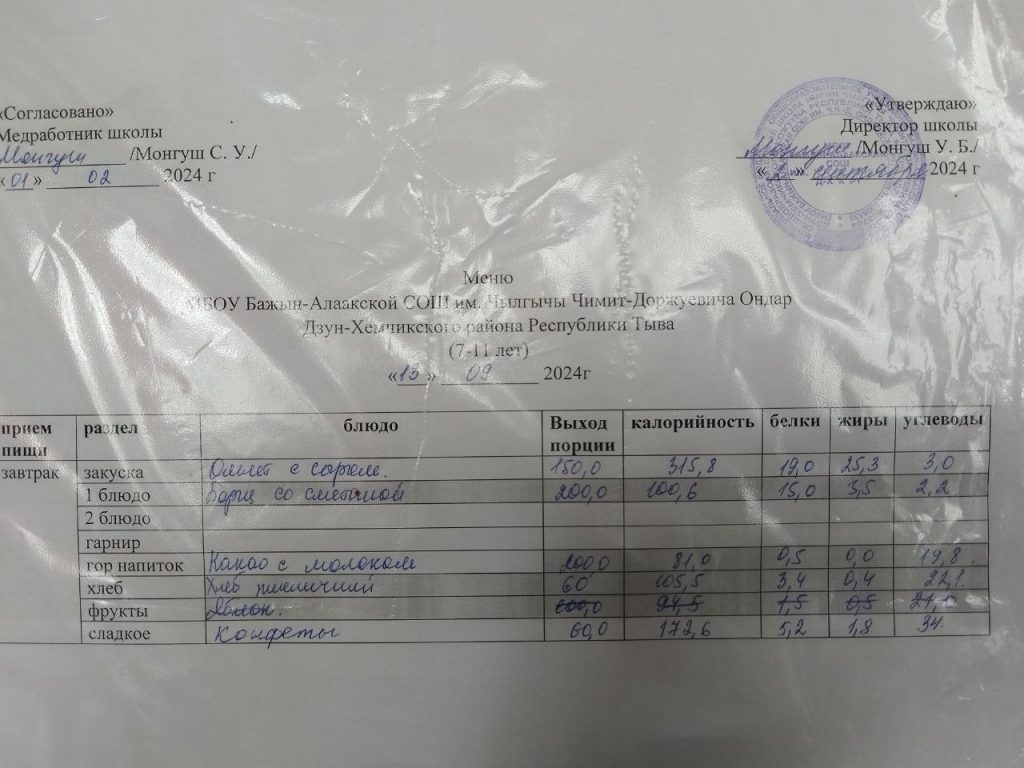 «Согласовано»
Медработник школы
Монгуш /Монгуш С. У./
«01» 02 2024 г
«Утверждаю»
Директор школы
/Монгуш У. Б./
« » сентября 2024 г
Меню
МБОУ Бажын-Алаакской СОШ им. Чылгычы Чимит-Доржуевича Ондар
Дзун-Хемчикского района Республики Тыва
(7-11 лет)
«13» 09 2024г
прием пищи раздел блюдо Выход порции калорийность белки жиры углеводы
завтрак закуска Омлет с сыром. 150,0 315,8 19,0 25,3 3,0
1 блюдо Борщ со сметаной 200,0 100,6 15,0 3,5 2,2
2 блюдо
гарнир
гор напиток Какао с молоком 200,0 81,0 0,5 0,0 19,8
хлеб Хлеб пшеничный 60 105,5 3,4 0,4 22,1
фрукты 94,5 1,5 0,5
сладкое Конфеты 60,0 172,6 5,2 1,8 34